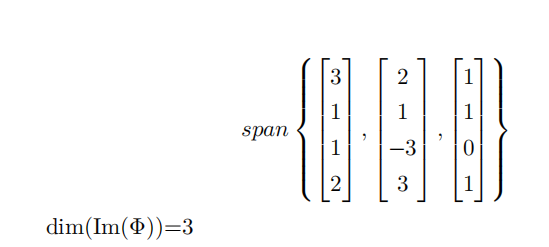 span { [3 1 1 2], [2 1 −3 3], [1 1 0 1] }
dim(Im(Φ))=3